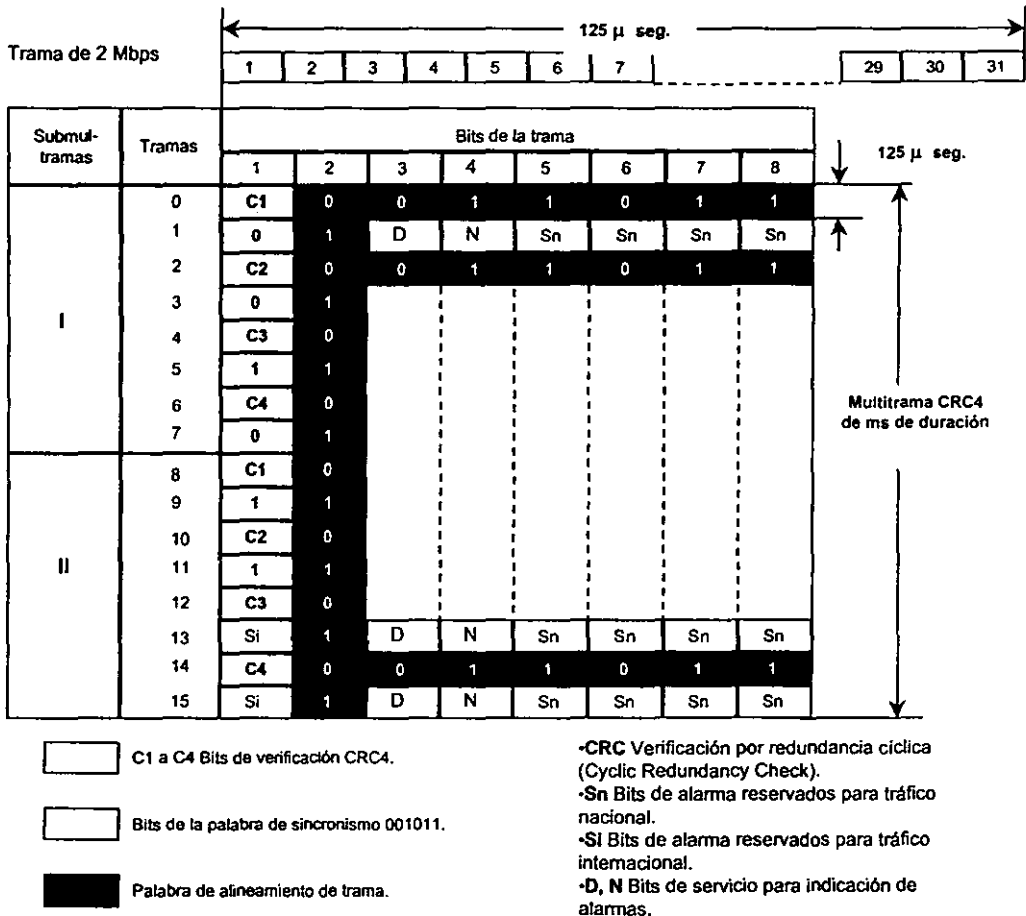 125 µ seg.
Trama de 2 Mbps
1 2 3 4 5 6 7 29 30 31
Submul-
tramas
Tramas
Bits de la trama
1 2 3 4 5 6 7 8
125 µ seg.
0 C1 0 0 1 1 0 1 1
1 0 1 D N Sn Sn Sn Sn
2 C2 0 0 1 1 0 1 1
3 0 1
I
4 C3 0
5 1 1
6 C4 0
7 0 1
Multitrama CRC4
de ms de duración
8 C1 0
9 1 1
10 C2 0
II
11 1 1
12 C3 0
13 Si 1 D N Sn Sn Sn Sn
14 C4 0 0 1 1 0 1 1
15 Si 1 D N Sn Sn Sn Sn
C1 a C4 Bits de verificación CRC4.
Bits de la palabra de sincronismo 001011.
Palabra de alineamiento de trama.
•CRC Verificación por redundancia cíclica
(Cyclic Redundancy Check).
•Sn Bits de alarma reservados para tráfico
nacional.
•Si Bits de alarma reservados para tráfico
internacional.
•D, N Bits de servicio para indicación de
alarmas.